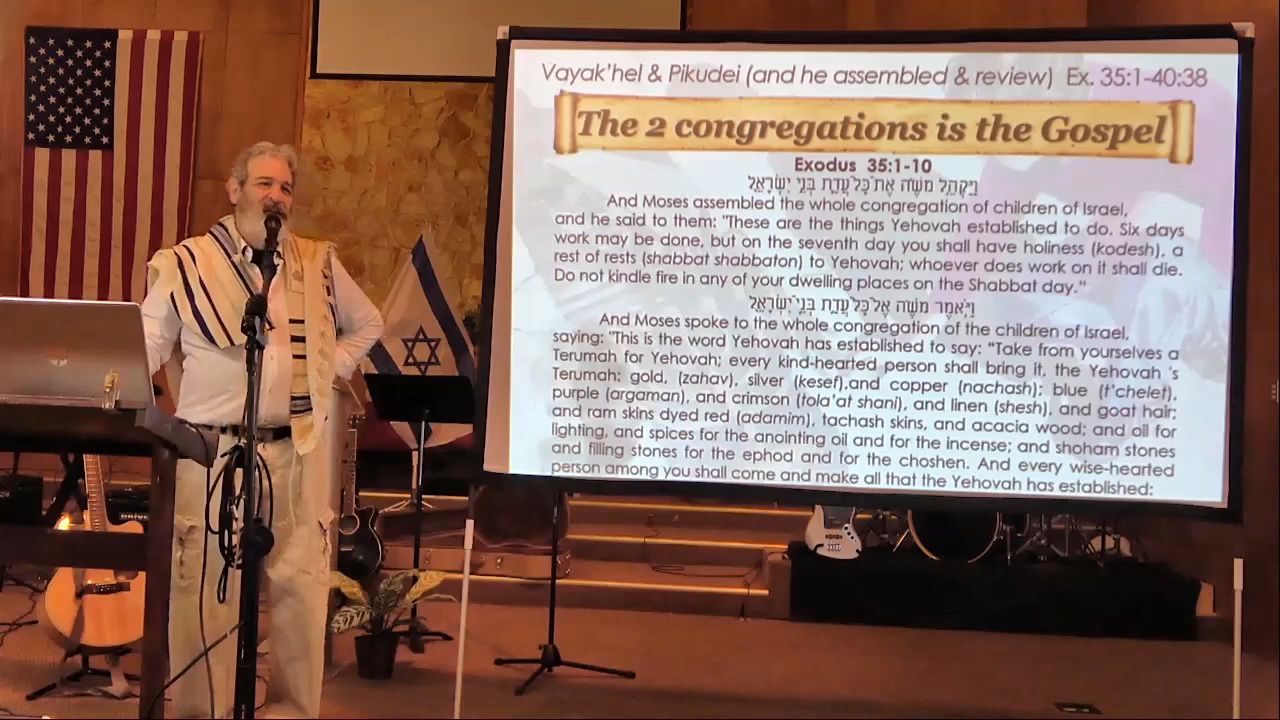 Vayak'hel & Pikudei (and he assembled & review) Ex. 35:1-40:38
The 2 congregations is the Gospel
Exodus 35:1-10
וַיַּקְהֵל מֹשֶׁה אֶת־כָּל־עֲדַת בְּנֵי יִשְׂרָאֵל
And Moses assembled the whole congregation of children of Israel,
and he said to them: "These are the things Yehovah established to do. Six days
work may be done, but on the seventh day you shall have holiness (kodesh), a
rest of rests (shabbat shabbaton) to Yehovah; whoever does work on it shall die.
Do not kindle fire in any of your dwelling places on the Shabbat day."
וַיֹּאמֶר מֹשֶׁה אֶל־כָּל־עֲדַת בְּנֵי־יִשְׂרָאֵל
And Moses spoke to the whole congregation of the children of Israel,
saying: "This is the word Yehovah has established to say: "Take from yourselves a
Terumah for Yehovah; every kind-hearted person shall bring it, the Yehovah 's
Terumah: gold, (zahav), silver (kesef),and copper (nachash); blue (t'chelet),
purple (argaman), and crimson (tola'at shani), and linen (shesh), and goat hair;
and ram skins dyed red (adamim), tachash skins, and acacia wood; and oil for
lighting, and spices for the anointing oil and for the incense; and shoham stones
and filling stones for the ephod and for the choshen. And every wise-hearted
person among you shall come and make all that the Yehovah has established: